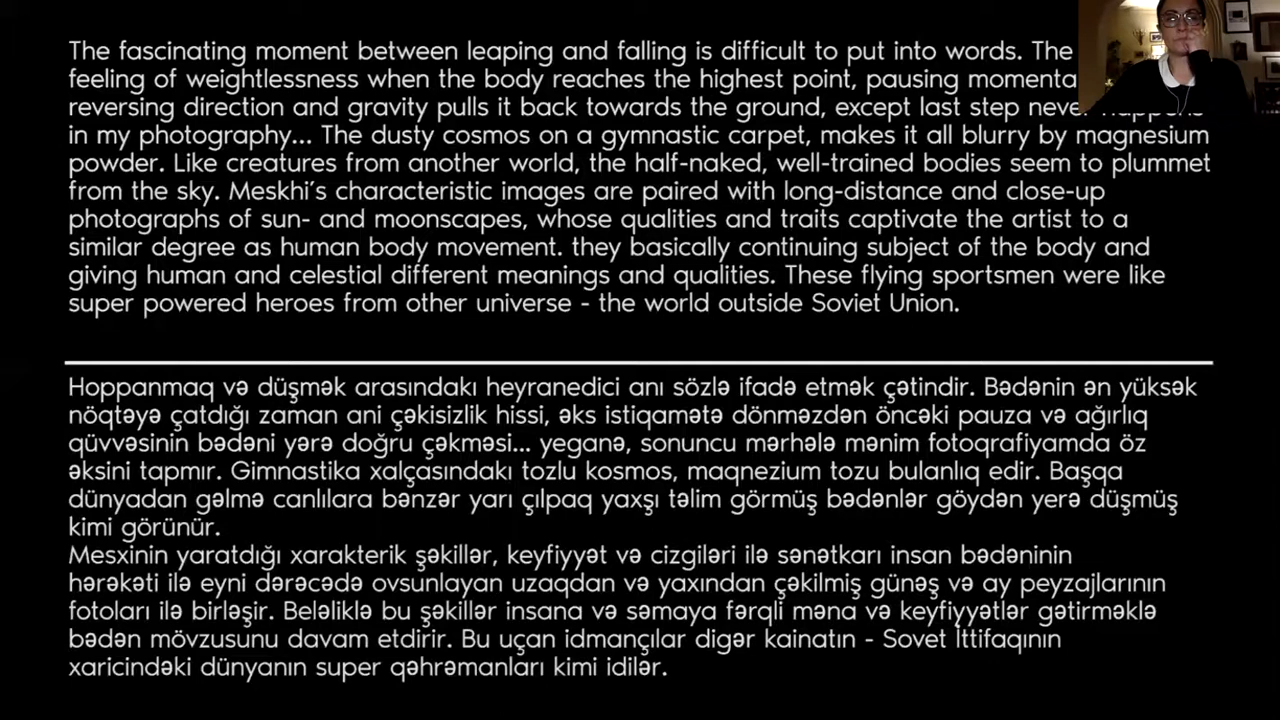 The fascinating moment between leaping and falling is difficult to put into words. The
feeling of weightlessness when the body reaches the highest point, pausing
reversing direction and gravity pulls it back towards the ground, except last step
in my photography... The dusty cosmos on a gymnastic carpet, makes it all blurry by magnesium
powder. Like creatures from another world, the half-naked, well-trained bodies seem to plummet
from the sky. Meskhi's characteristic images are paired with long-distance and close-up
photographs of sun- and moonscapes, whose qualities and traits captivate the artist to a
similar degree as human body movement. they basically continuing subject of the body and
giving human and celestial different meanings and qualities. These flying sportsmen were like
super powered heroes from other universe - the world outside Soviet Union.
Hoppanmaq və düşmək arasındakı heyranedici anı sözlə ifadə etmək çətindir. Bədənin ən yüksək
nöqtəyə çatdığı zaman ani çəkisizlik hissi, əks istiqamətə dönməzdən öncəki pauza və ağırlıq
qüvvəsinin bədəni yərə doğru çəkməsi... yeganə, sonuncu mərhələ mənim fotoqrafiyamda öz
əksini tapmır. Gimnastika xalçasındakı tozlu kosmos, maqnezium tozu bulanlıq edir. Başqa
dünyadan gəlmə canlılara bənzər yarı çılpaq yaxşı təlim görmüş bədənlər göydən yerə düşmüş
kimi görünür.
Mesxinin yaratdığı xarakterik şəkillər, keyfiyyət və cizgiləri ilə sənətkarı insan bədəninin
hərəkəti ilə eyni dərəcədə ovsunlayan uzaqdan və yaxından çəkilmiş günəş və ay peyzajlarının
fotoları ilə birləşir. Beləliklə bu şəkillər insana və səmaya fərqli məna və keyfiyyətlər gətirməklə
bədən mövzusunu davam etdirir. Bu uçan idmançılar digər kainatın - Sovet İttifaqının
xaricindəki dünyanın super qəhrəmanları kimi idilər.